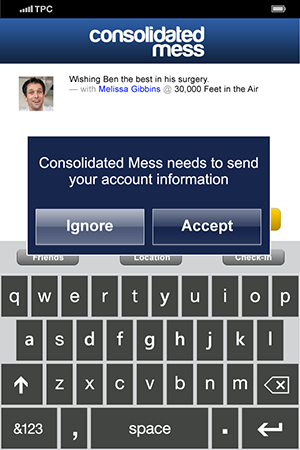 TPC
consolidated
mess
Wishing Ben the best in his surgery.
— with Melissa Gibbins @ 30,000 Feet in the Air
Consolidated Mess needs to send
your account information
Ignore Accept
Friends Location Check-in
q w e r t y u i o p
a s d f g h j k l
z x c v b n m
&123 , space .